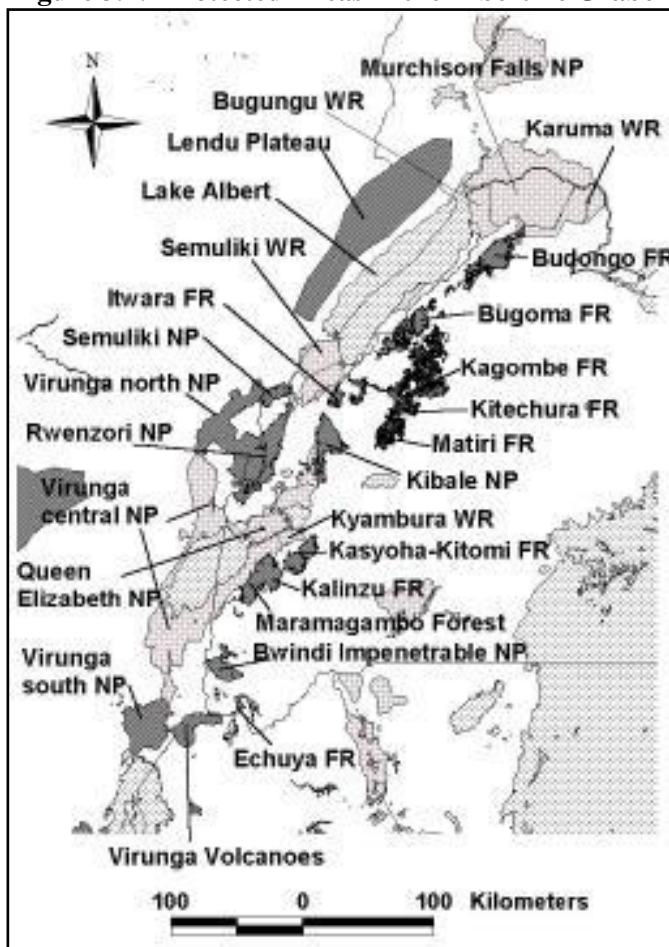 N
Murchison Falls NP
Bugungu WR
Karuma WR
Lendu Plateau
Lake Albert
Semuliki WR
Budongo FR
Itwara FR
Bugoma FR
Semuliki NP
Kagombe FR
Virunga north NP
Kitechura FR
Rwenzori NP
Matiri FR
Kibale NP
Virunga
central NP
Kyambura WR
Kasyoha-Kitomi FR
Queen
Elizabeth NP
Kalinzu FR
Maramagambo Forest
Virunga
south NP
Bwindi Impenetrable NP
Echuya FR
Virunga Volcanoes
100 0 100 Kilometers